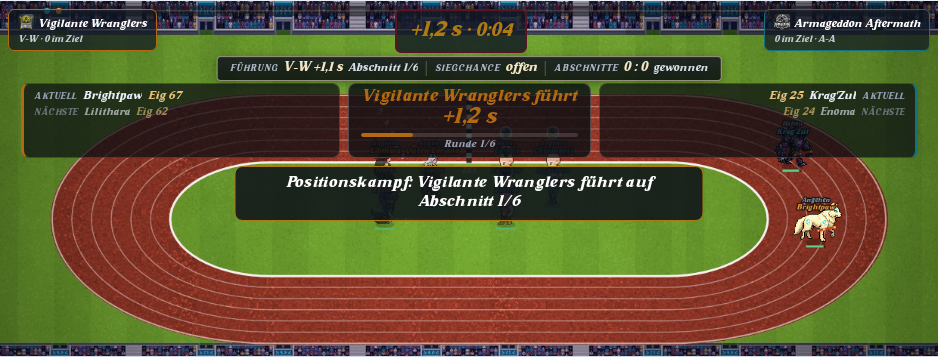 Vigilante Wranglers
V-W · 0 im Ziel
+1,2 s · 0:04
Armageddon Aftermath
0 im Ziel · A-A
FÜHRUNG V-W +1,1 s Abschnitt 1/6 | SIEGCHANCE offen | ABSCHNITTE 0 : 0 gewonnen
AKTUELL Brightpaw Eig 67
NÄCHSTE Lilithara Eig 62
Vigilante Wranglers führt
+1,2 s
Runde 1/6
Eig 25 Krag'Zul AKTUELL
Eig 24 Enoma NÄCHSTE
Krag'Zul
Positionskampf: Vigilante Wranglers führt auf
Abschnitt 1/6
Brightpaw